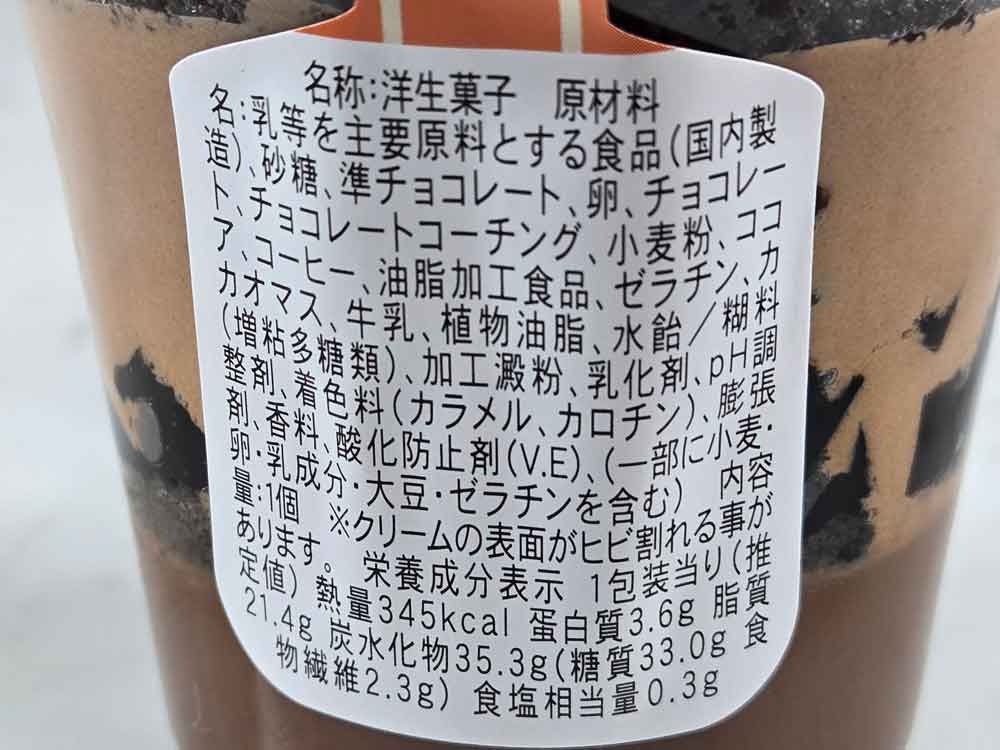 名称:洋生菓子 原材料
名:乳等を主要原料とする食品(国内製
造)、砂糖、準チョコレート、卵、チョコレー
ト、チョコレートコーチング、小麦粉、ココ
ア、コーヒー、油脂加工食品、ゼラチン、カ
カオマス、牛乳、植物油脂、水飴/糊料
(増粘多糖類)、加工澱粉、乳化剤、pH調
整剤、着色料(カラメル、カロチン)、膨張
剤、香料、酸化防止剤(V.E)、(一部に小麦・
卵・乳成分・大豆・ゼラチンを含む) 内容
量:1個 ※クリームの表面がヒビ割れる事が
あります。 栄養成分表示 1包装当り(推
定値) 熱量345kcal 蛋白質3.6g 脂質
21.4g 炭水化物35.3g(糖質33.0g 食
物繊維2.3g) 食塩相当量0.3g